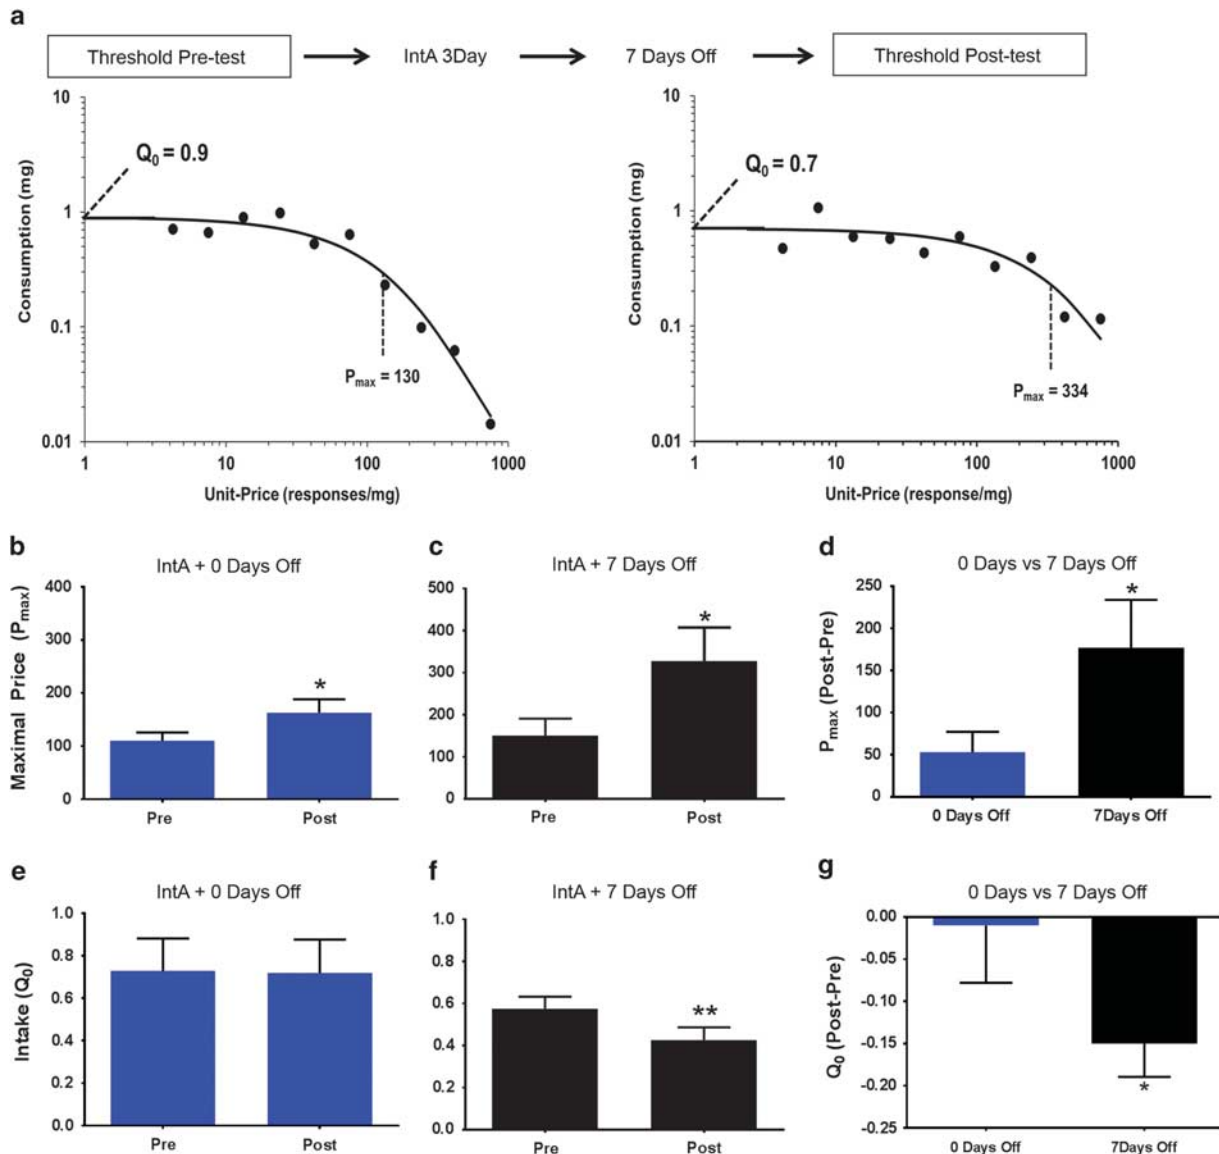 a
Threshold Pre-test
IntA 3Day
7 Days Off
Threshold Post-test
10
1
0.1
0.01
Consumption (mg)
Q0 = 0.9
Pmax = 130
1
10
100
1000
Unit-Price (responses/mg)
10
1
0.1
0.01
Consumption (mg)
Q0 = 0.7
Pmax = 334
1
10
100
1000
Unit-Price (response/mg)
b
IntA + 0 Days Off
Maximal Price (Pmax)
400
300
200
100
0
*
Pre
Post
c
IntA + 7 Days Off
500
400
300
200
100
0
*
Pre
Post
d
0 Days vs 7 Days Off
Pmax (Post-Pre)
250
200
150
100
50
0
*
0 Days Off
7Days Off
e
IntA + 0 Days Off
Intake (Q0)
1.0
0.8
0.6
0.4
0.2
0.0
Pre
Post
f
IntA + 7 Days Off
1.0
0.8
0.6
0.4
0.2
0.0
**
Pre
Post
g
0 Days vs 7 Days Off
Q0 (Post-Pre)
0.00
-0.05
-0.10
-0.15
-0.20
-0.25
*
0 Days Off
7Days Off